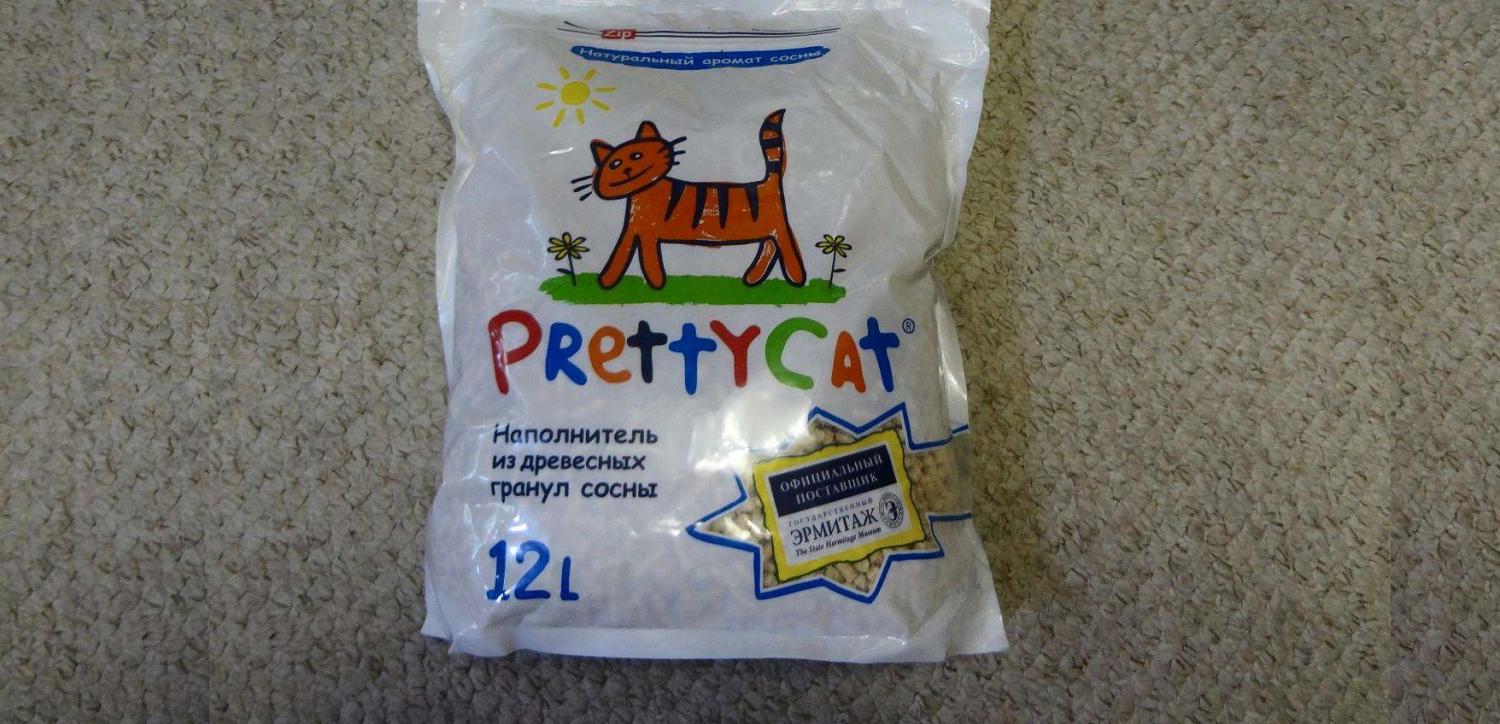 Zip
Натуральный аромат сосны
PRettYCAt®
Наполнитель
из древесных
гранул сосны
12L
ОФИЦИАЛЬНЫЙ
ПОСТАВЩИК
ГОСУДАРСТВЕННЫЙ
ЭРМИТАЖ
The State Hermitage Museum